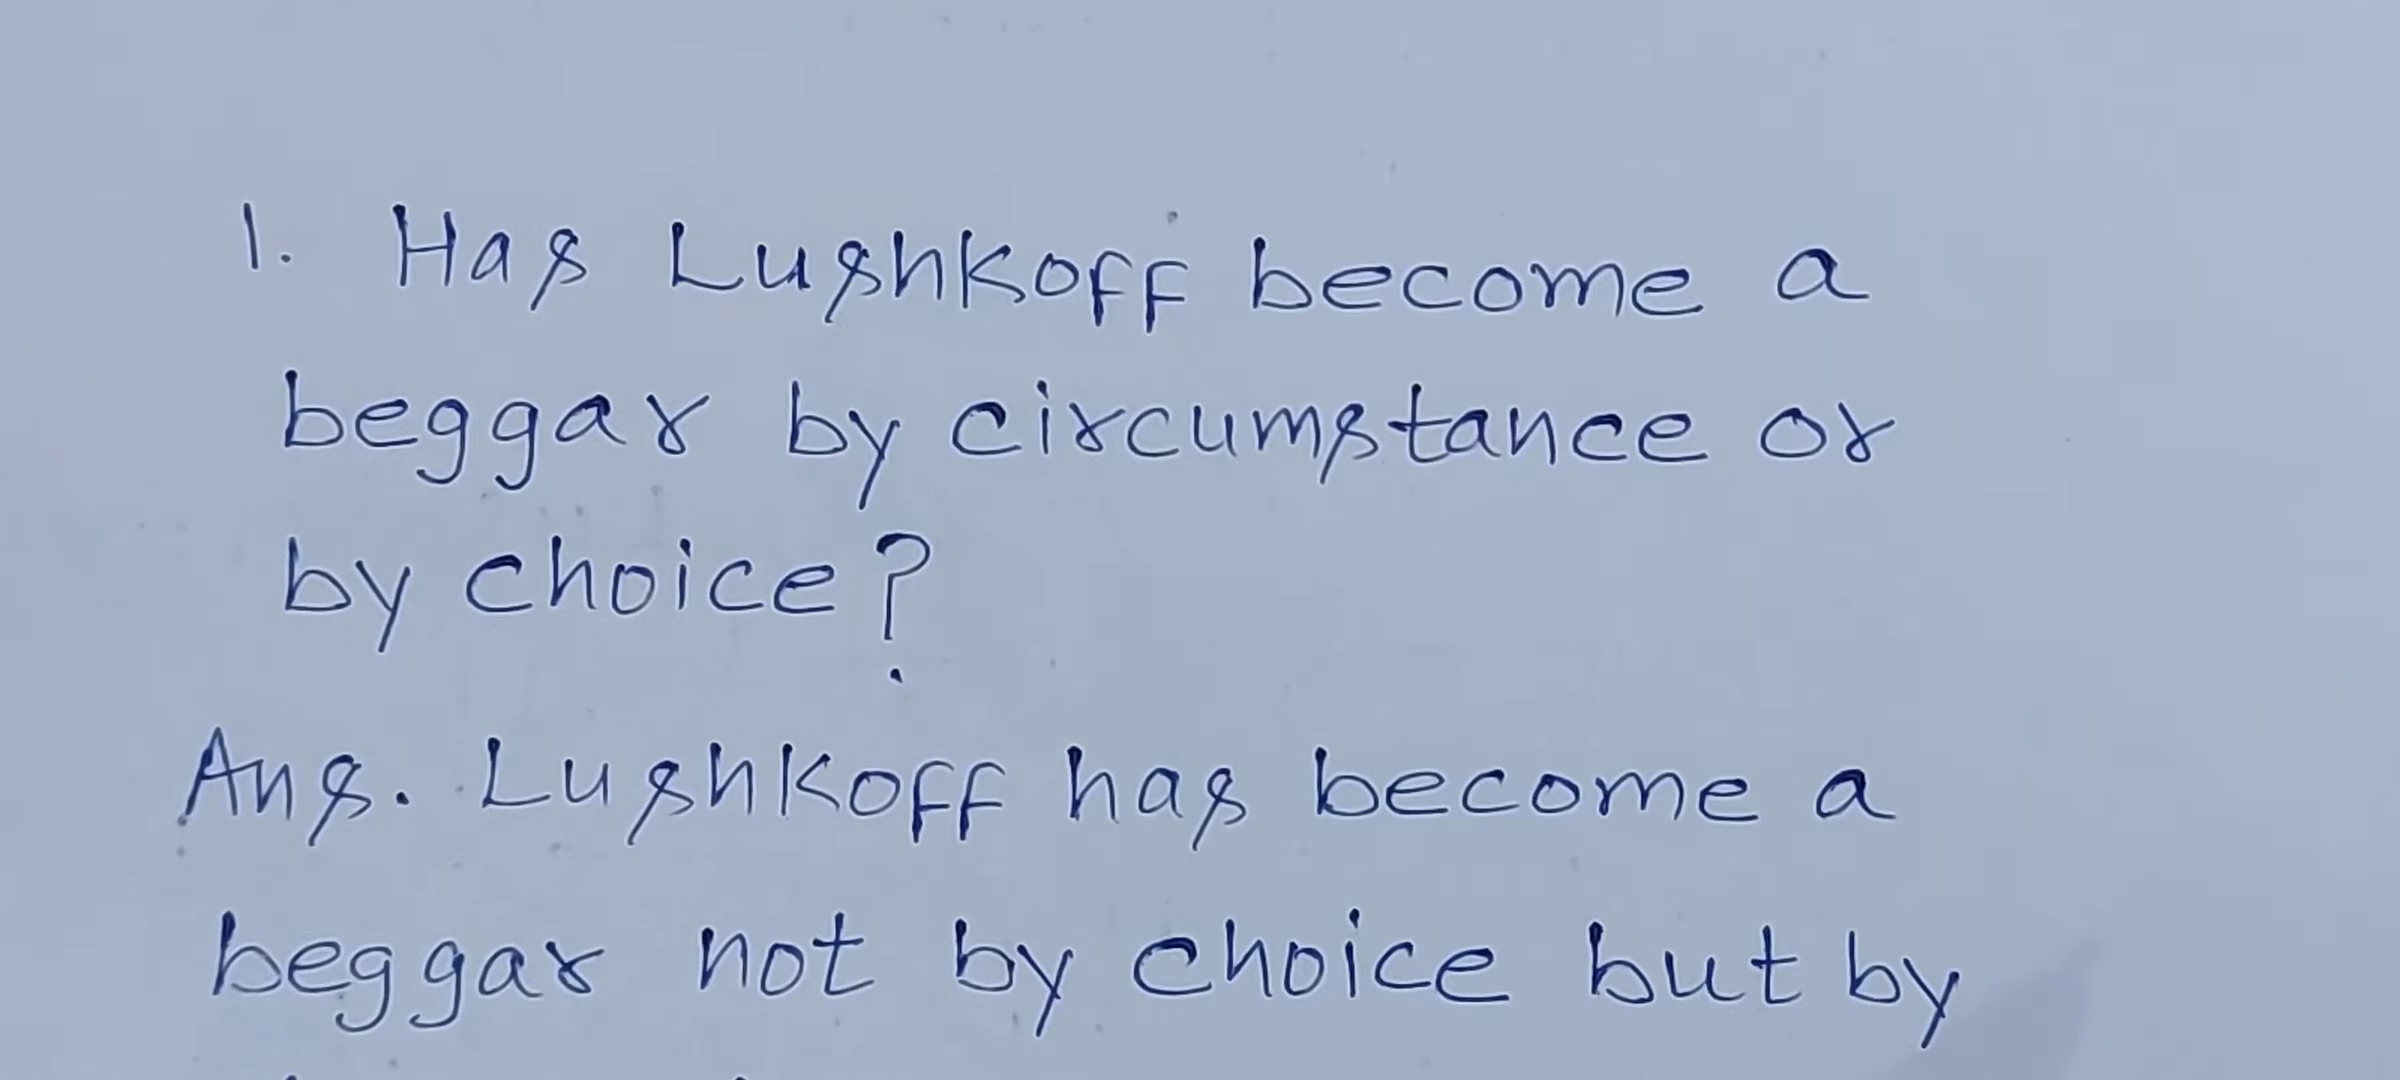 1. Has Lushkoff become a
beggar by circumstance or
by choice?
Ans. Lushkoff has become a
beggar not by choice but by